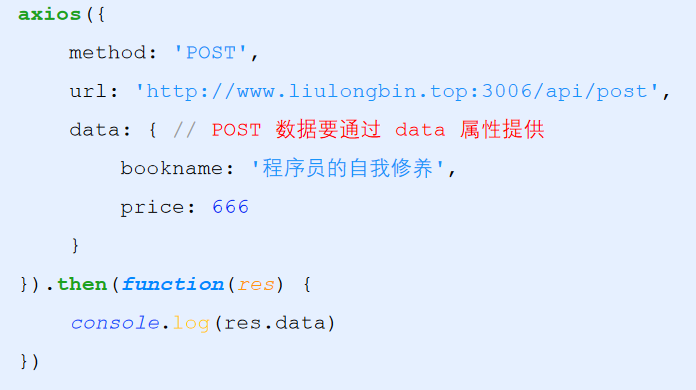 axios({
    method: 'POST',
    url: 'http://www.liulongbin.top:3006/api/post',
    data: { // POST 数据要通过 data 属性提供
        bookname: '程序员的自我修养',
        price: 666
    }
}).then(function(res) {
    console.log(res.data)
})